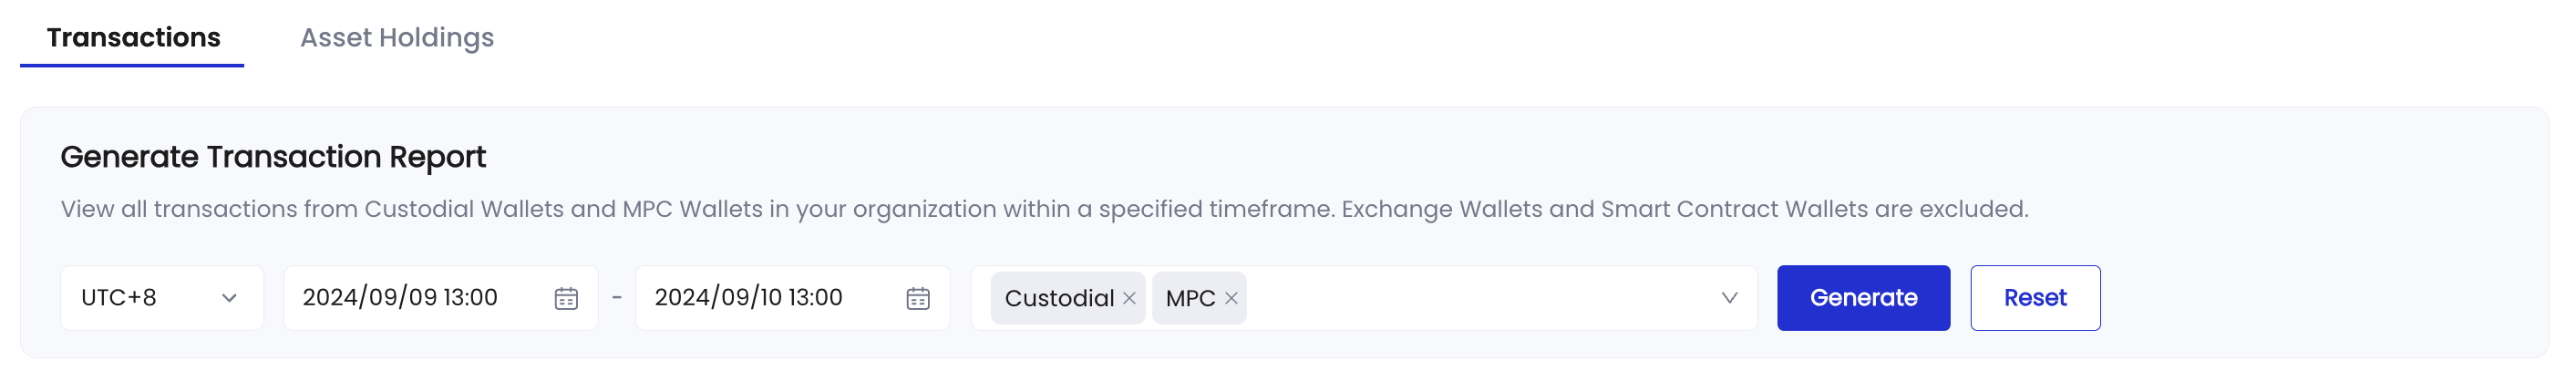 Transactions Asset Holdings
Generate Transaction Report
View all transactions from Custodial Wallets and MPC Wallets in your organization within a specified timeframe. Exchange Wallets and Smart Contract Wallets are excluded.
UTC+8 2024/09/09 13:00 - 2024/09/10 13:00 Custodial MPC Generate Reset